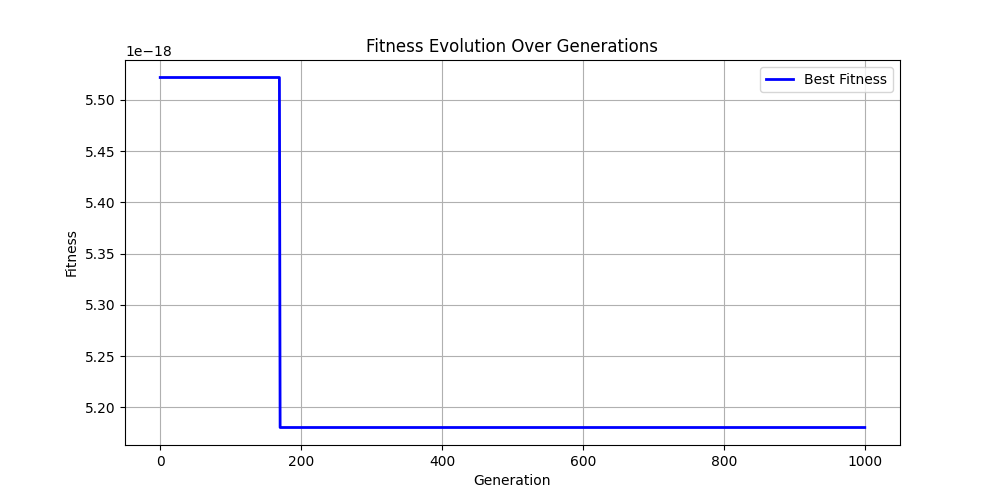 Fitness Evolution Over Generations
1e−18
Best Fitness
5.50
5.45
5.40
5.35
5.30
5.25
5.20
Fitness
0 200 400 600 800 1000
Generation